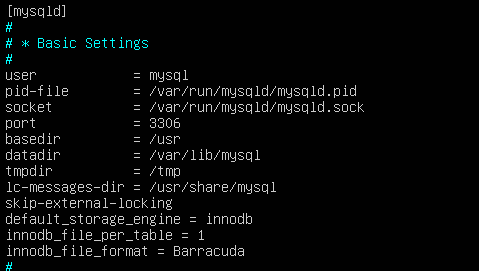 [mysqld]
#
# * Basic Settings
#
user            = mysql
pid-file        = /var/run/mysqld/mysqld.pid
socket          = /var/run/mysqld/mysqld.sock
port            = 3306
basedir         = /usr
datadir         = /var/lib/mysql
tmpdir          = /tmp
lc-messages-dir = /usr/share/mysql
skip-external-locking
default_storage_engine = innodb
innodb_file_per_table = 1
innodb_file_format = Barracuda
#